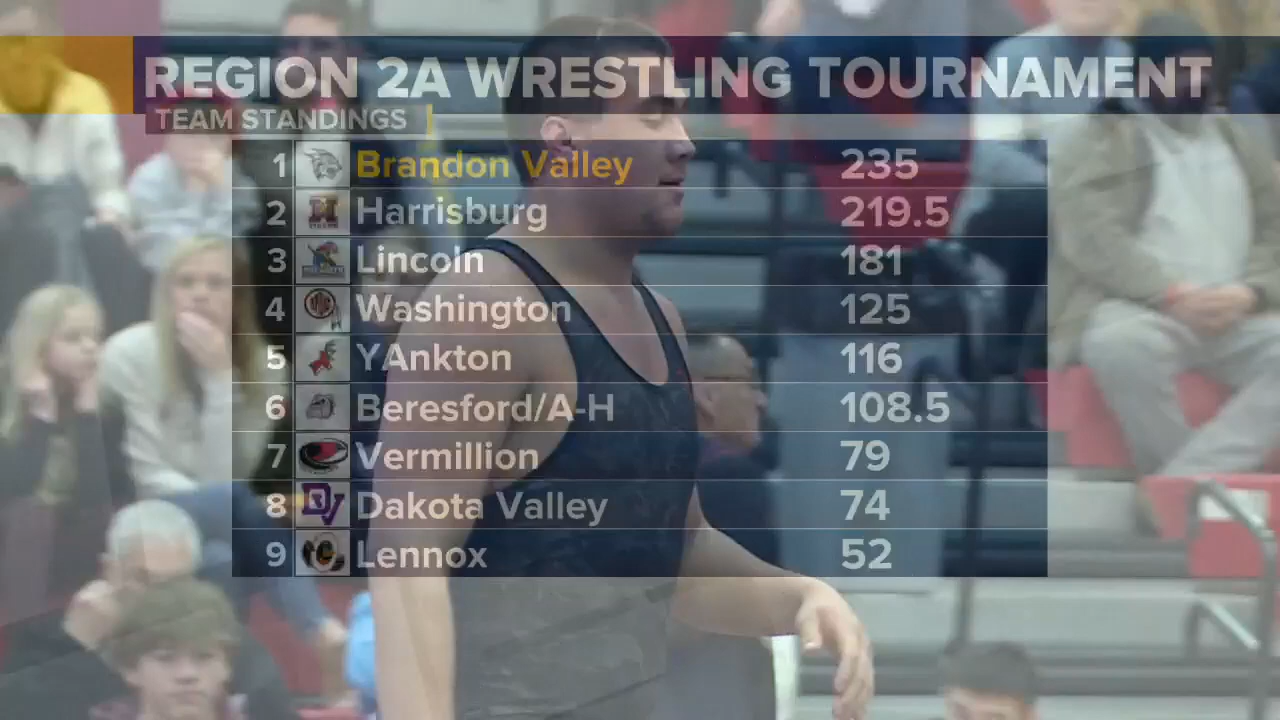 REGION 2A WRESTLING TOURNAMENT
TEAM STANDINGS
1 Brandon Valley 235
2 Harrisburg 219.5
3 Lincoln 181
4 Washington 125
5 YAnkton 116
6 Beresford/A-H 108.5
7 Vermillion 79
8 DV Dakota Valley 74
9 Lennox 52